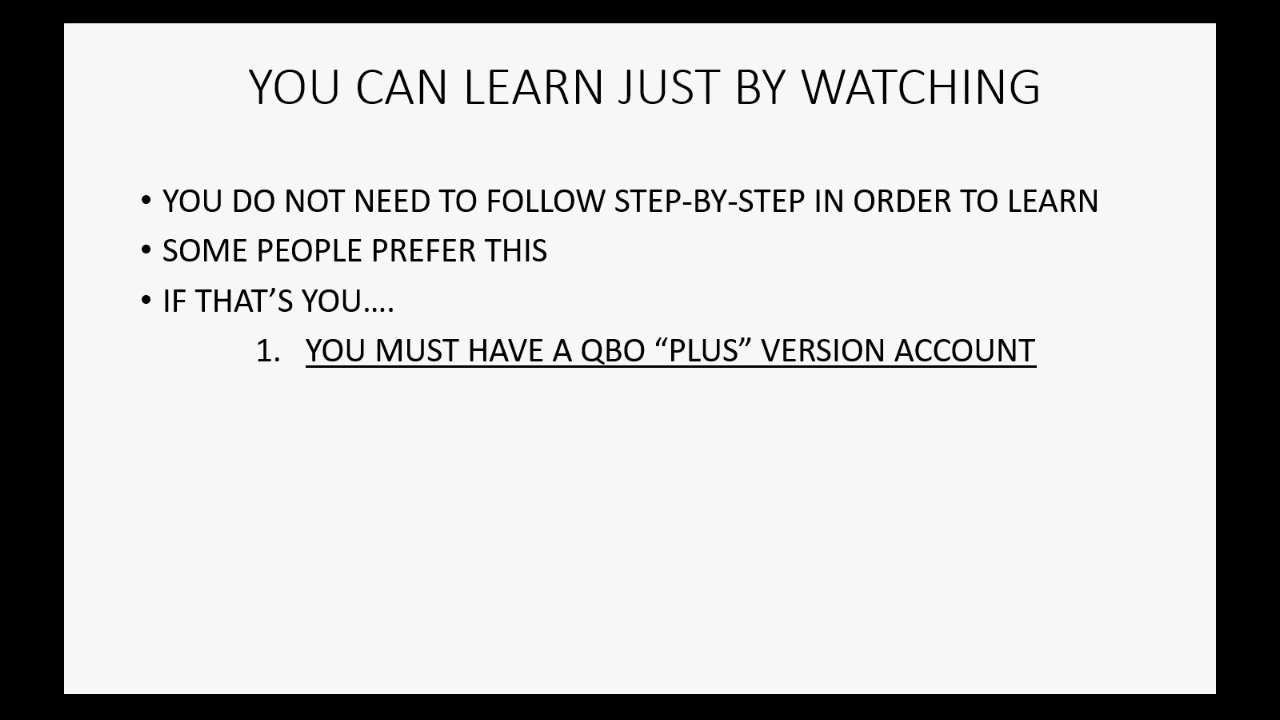 YOU CAN LEARN JUST BY WATCHING
• YOU DO NOT NEED TO FOLLOW STEP-BY-STEP IN ORDER TO LEARN
• SOME PEOPLE PREFER THIS
• IF THAT’S YOU….
1. YOU MUST HAVE A QBO “PLUS” VERSION ACCOUNT